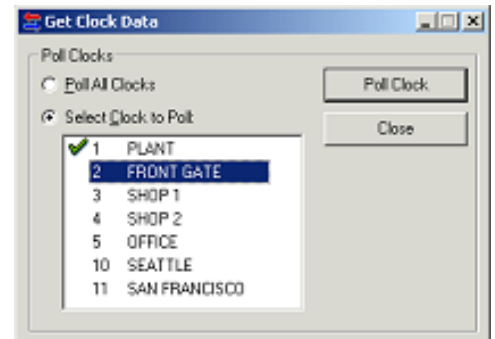 Get Clock Data
Poll Clocks
Poll All Clocks
Poll Clock
Select Clock to Poll:
Close
1 PLANT
2 FRONT GATE
3 SHOP 1
4 SHOP 2
5 OFFICE
10 SEATTLE
11 SAN FRANCISCO